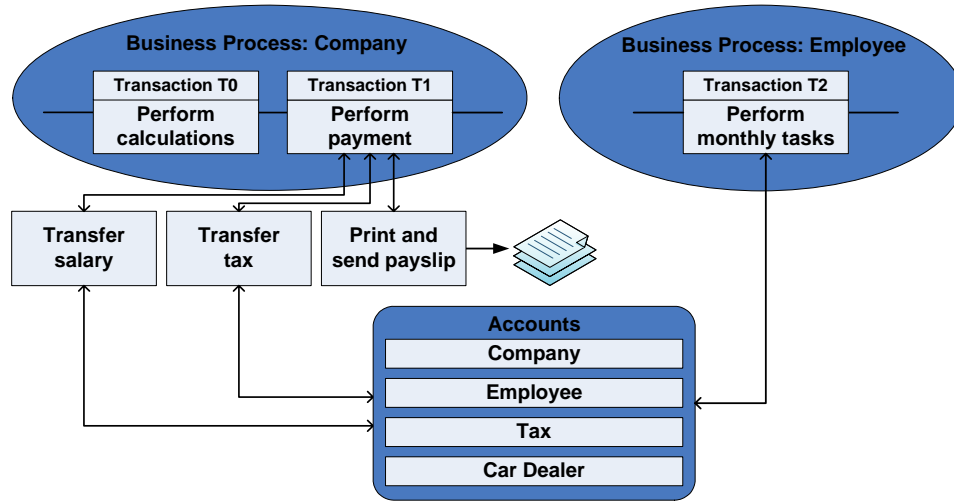 Business Process: Company
Transaction T0
Perform
calculations
Transaction T1
Perform
payment
Business Process: Employee
Transaction T2
Perform
monthly tasks
Transfer
salary
Transfer
tax
Print and
send payslip
Accounts
Company
Employee
Tax
Car Dealer